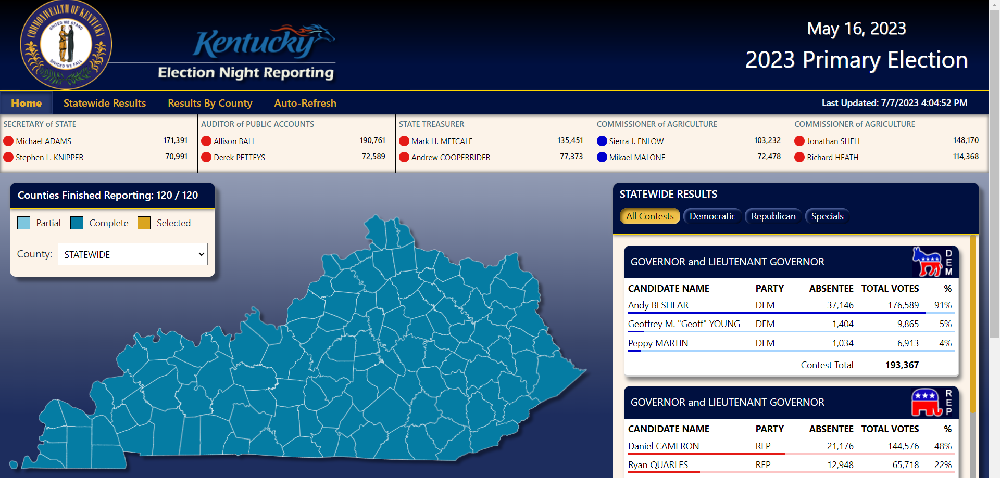 COMMONWEALTH OF KENTUCKY
UNITED WE STAND
DIVIDED WE FALL
Kentucky
Election Night Reporting
May 16, 2023
2023 Primary Election
Home Statewide Results Results By County Auto-Refresh Last Updated: 7/7/2023 4:04:52 PM
SECRETARY of STATE
Michael ADAMS 171,391
Stephen L. KNIPPER 70,991
AUDITOR of PUBLIC ACCOUNTS
Allison BALL 190,761
Derek PETTEYS 72,589
STATE TREASURER
Mark H. METCALF 135,451
Andrew COOPERRIDER 77,373
COMMISSIONER of AGRICULTURE
Sierra J. ENLOW 103,232
Mikael MALONE 72,478
COMMISSIONER of AGRICULTURE
Jonathan SHELL 148,170
Richard HEATH 114,368
Counties Finished Reporting: 120 / 120
Partial Complete Selected
County: STATEWIDE
STATEWIDE RESULTS
All Contests Democratic Republican Specials
GOVERNOR and LIEUTENANT GOVERNOR DEM
CANDIDATE NAME PARTY ABSENTEE TOTAL VOTES %
Andy BESHEAR DEM 37,146 176,589 91%
Geoffrey M. "Geoff" YOUNG DEM 1,404 9,865 5%
Peppy MARTIN DEM 1,034 6,913 4%
Contest Total 193,367
GOVERNOR and LIEUTENANT GOVERNOR REP
CANDIDATE NAME PARTY ABSENTEE TOTAL VOTES %
Daniel CAMERON REP 21,176 144,576 48%
Ryan QUARLES REP 12,948 65,718 22%